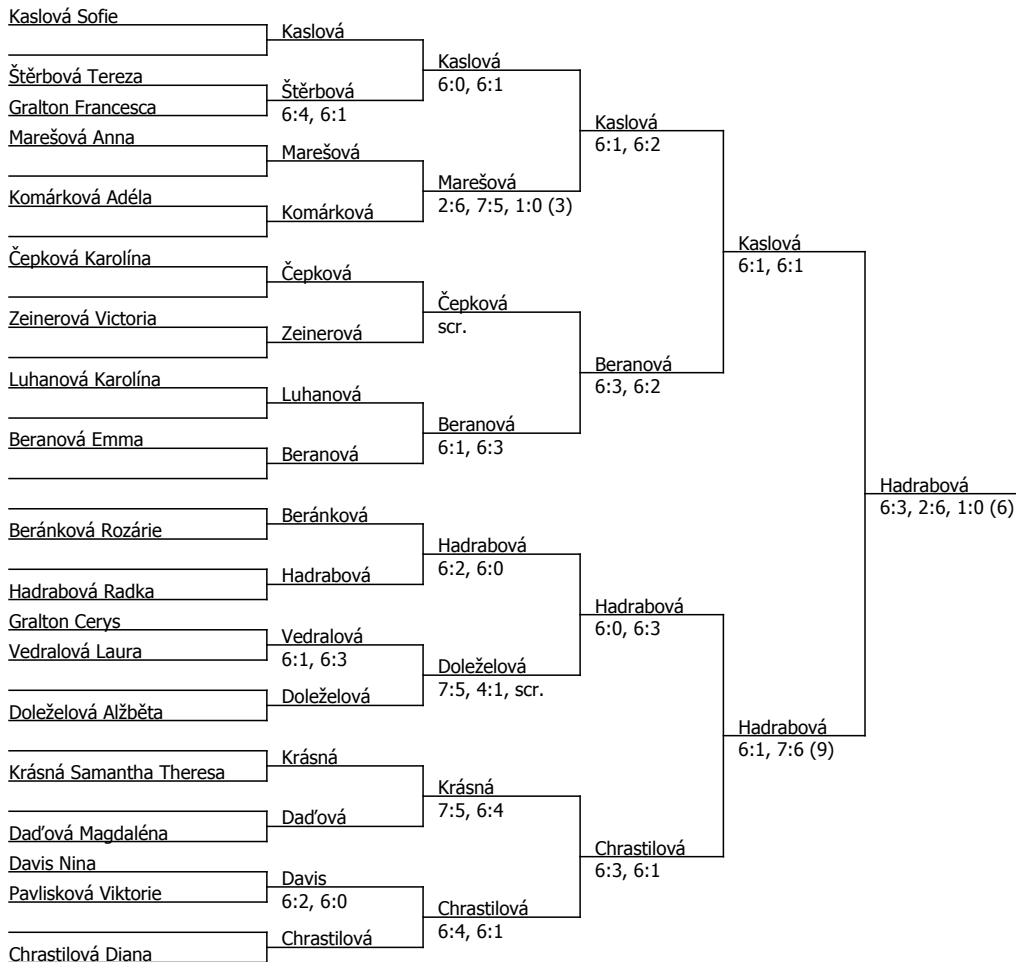 Kaslová Sofie
Štěrbová Tereza
Gralton Francesca
Marešová Anna
Komárková Adéla
Čepková Karolína
Zeinerová Victoria
Luhanová Karolína
Beranová Emma
Beránková Rozárie
Hadrabová Radka
Gralton Cerys
Vedralová Laura
Doleželová Alžběta
Krásná Samantha Theresa
Daďová Magdaléna
Davis Nina
Pavlisková Viktorie
Chrastilová Diana
Kaslová
Štěrbová
6:4, 6:1
Marešová
Komárková
Čepková
Zeinerová
Luhanová
Beranová
Beránková
Hadrabová
Vedralová
6:1, 6:3
Doleželová
Krásná
Daďová
Davis
6:2, 6:0
Chrastilová
Kaslová
6:0, 6:1
Marešová
2:6, 7:5, 1:0 (3)
Čepková
scr.
Beranová
6:1, 6:3
Hadrabová
6:2, 6:0
Doleželová
7:5, 4:1, scr.
Krásná
7:5, 6:4
Chrastilová
6:4, 6:1
Kaslová
6:1, 6:2
Beranová
6:3, 6:2
Hadrabová
6:0, 6:3
Chrastilová
6:3, 6:1
Kaslová
6:1, 6:1
Hadrabová
6:1, 7:6 (9)
Hadrabová
6:3, 2:6, 1:0 (6)